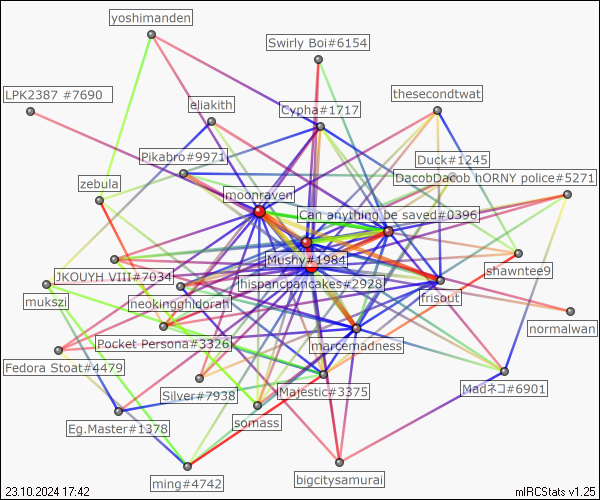 yoshimanden
Swirly Boi#6154
LPK2387 #7690
thesecondtwat
eliakith
Cypha#1717
Pikabro#9971
Duck#1245
DacobDacob hORNY police#5271
zebula
moonraven
Can anything be saved#0396
Mushy#1984
shawntee9
JKOUYH VIII#7034
hispancpancakes#2928
mukszi
neokingghidorah
frisout
normalwan
Pocket Persona#3326
marcemadness
Fedora Stoat#4479
Silver#7938
Majestic#3375
Madネコ#6901
somass
Eg.Master#1378
bigcitysamurai
ming#4742
23.10.2024 17:42
mIRCStats v1.25